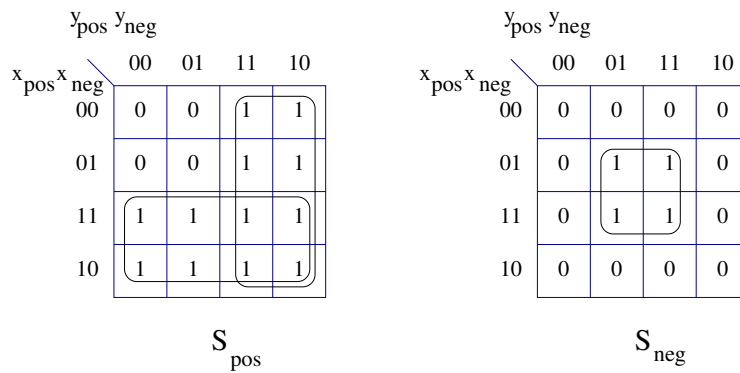 y_pos y_neg y_pos y_neg
00 01 11 10 00 01 11 10
x_pos x_neg x_pos x_neg
00 0 0 1 1 00 0 0 0 0
01 0 0 1 1 01 0 1 1 0
11 1 1 1 1 11 0 1 1 0
10 1 1 1 1 10 0 0 0 0
S_pos S_neg